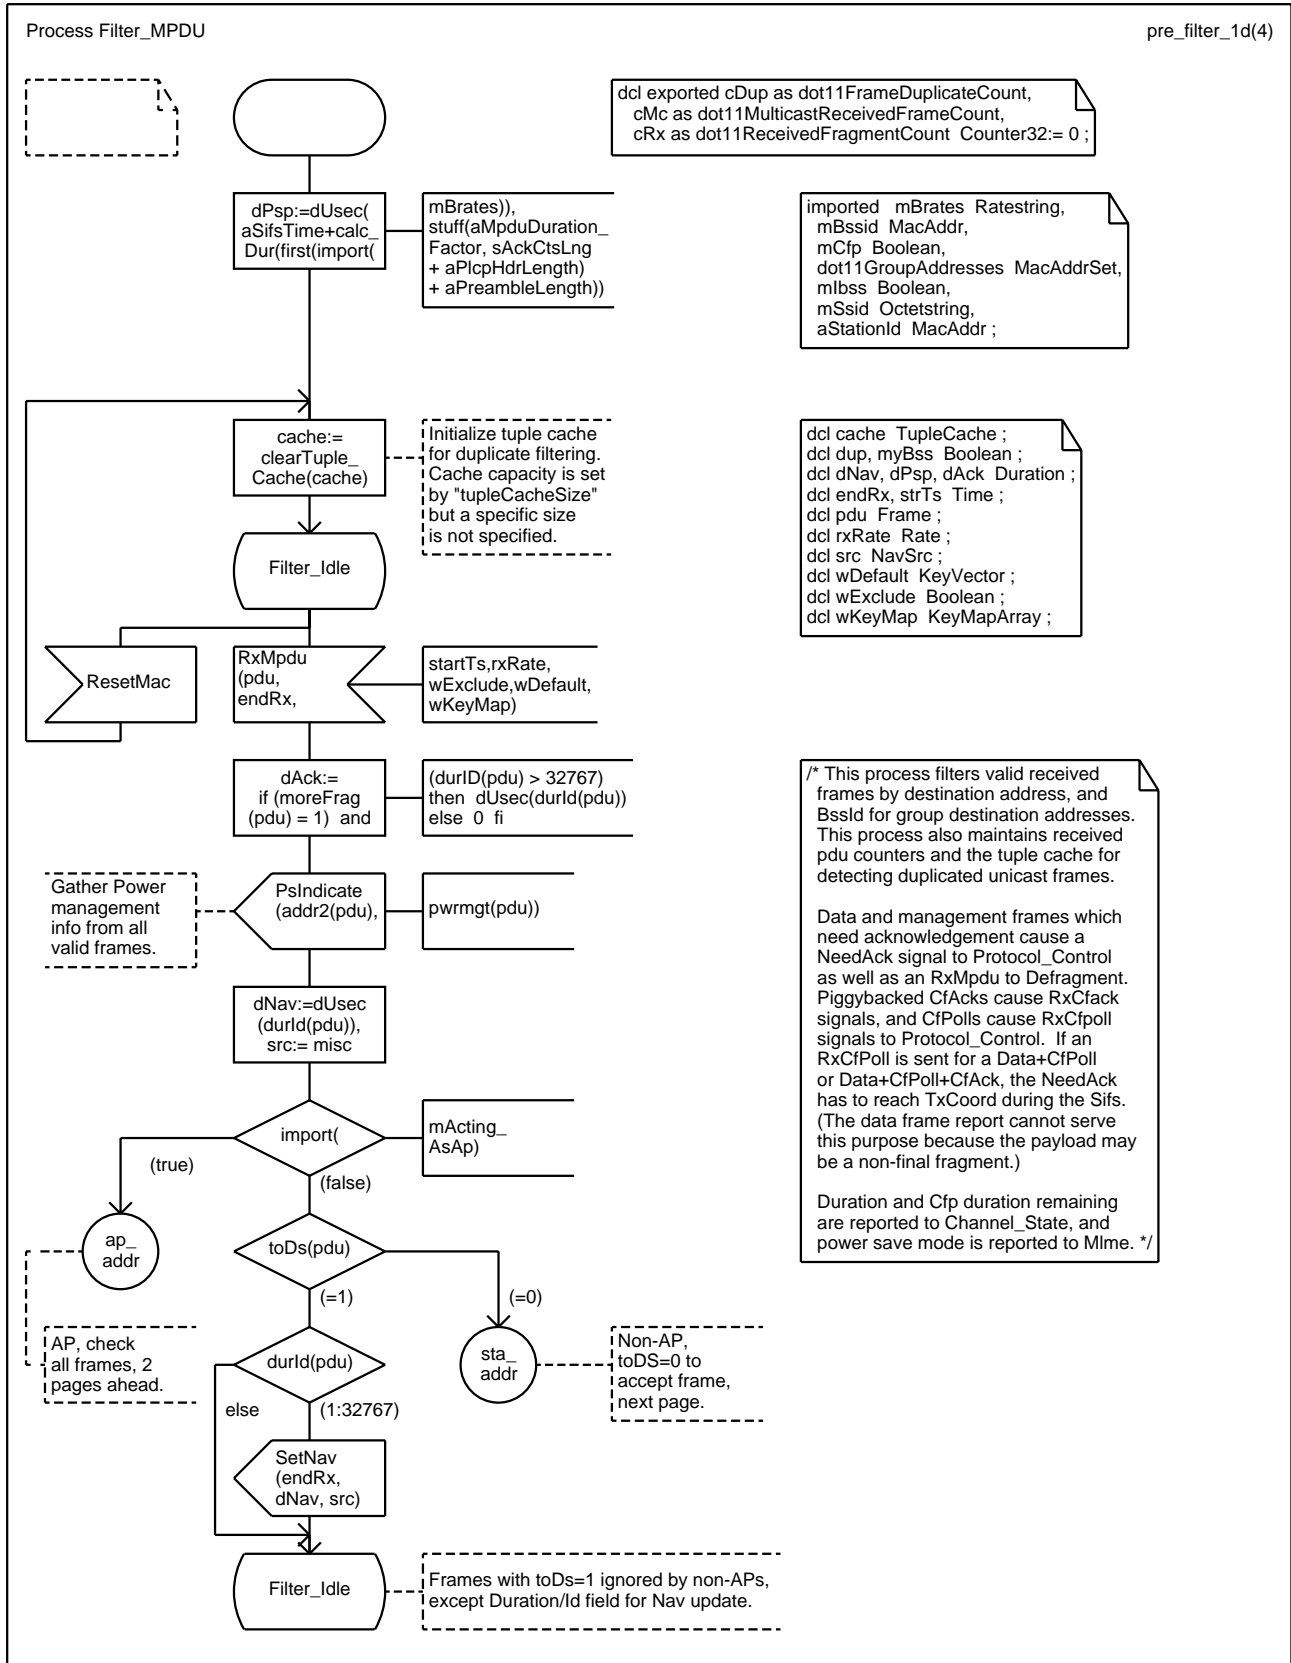 Process Filter_MPDU
pre_filter_1d(4)
dcl exported cDup as dot11FrameDuplicateCount,
cMc as dot11MulticastReceivedFrameCount,
cRx as dot11ReceivedFragmentCount Counter32:= 0 ;
dPsp:=dUsec(
aSifsTime+calc_
Dur(first(import(
mBrates)),
stuff(aMpduDuration_
Factor, sAckCtsLng
+ aPlcpHdrLength)
+ aPreambleLength))
imported mBrates Ratestring,
mBssid MacAddr,
mCfp Boolean,
dot11GroupAddresses MacAddrSet,
mIbss Boolean,
mSsid Octetstring,
aStationId MacAddr ;
cache:=
clearTuple_
Cache(cache)
Initialize tuple cache
for duplicate filtering.
Cache capacity is set
by "tupleCacheSize"
but a specific size
is not specified.
dcl cache TupleCache ;
dcl dup, myBss Boolean ;
dcl dNav, dPsp, dAck Duration ;
dcl endRx, strTs Time ;
dcl pdu Frame ;
dcl rxRate Rate ;
dcl src NavSrc ;
dcl wDefault KeyVector ;
dcl wExclude Boolean ;
dcl wKeyMap KeyMapArray ;
Filter_Idle
ResetMac
RxMpdu
(pdu,
endRx,
startTs,rxRate,
wExclude,wDefault,
wKeyMap)
dAck:=
if (moreFrag
(pdu) = 1) and
(durID(pdu) > 32767)
then dUsec(durId(pdu))
else 0 fi
/* This process filters valid received
frames by destination address, and
BssId for group destination addresses.
This process also maintains received
pdu counters and the tuple cache for
detecting duplicated unicast frames.
Data and management frames which
need acknowledgement cause a
NeedAck signal to Protocol_Control
as well as an RxMpdu to Defragment.
Piggybacked CfAcks cause RxCfack
signals, and CfPolls cause RxCfpoll
signals to Protocol_Control. If an
RxCfPoll is sent for a Data+CfPoll
or Data+CfPoll+CfAck, the NeedAck
has to reach TxCoord during the Sifs.
(The data frame report cannot serve
this purpose because the payload may
be a non-final fragment.)
Duration and Cfp duration remaining
are reported to Channel_State, and
power save mode is reported to Mlme. */
Gather Power
management
info from all
valid frames.
PsIndicate
(addr2(pdu),
pwrmgt(pdu))
dNav:=dUsec
(durId(pdu)),
src:= misc
import(
mActing_
AsAp)
(true)
(false)
ap_
addr
toDs(pdu)
(=1)
(=0)
AP, check
all frames, 2
pages ahead.
durId(pdu)
sta_
addr
Non-AP,
toDS=0 to
accept frame,
next page.
else
(1:32767)
SetNav
(endRx,
dNav, src)
Filter_Idle
Frames with toDs=1 ignored by non-APs,
except Duration/Id field for Nav update.